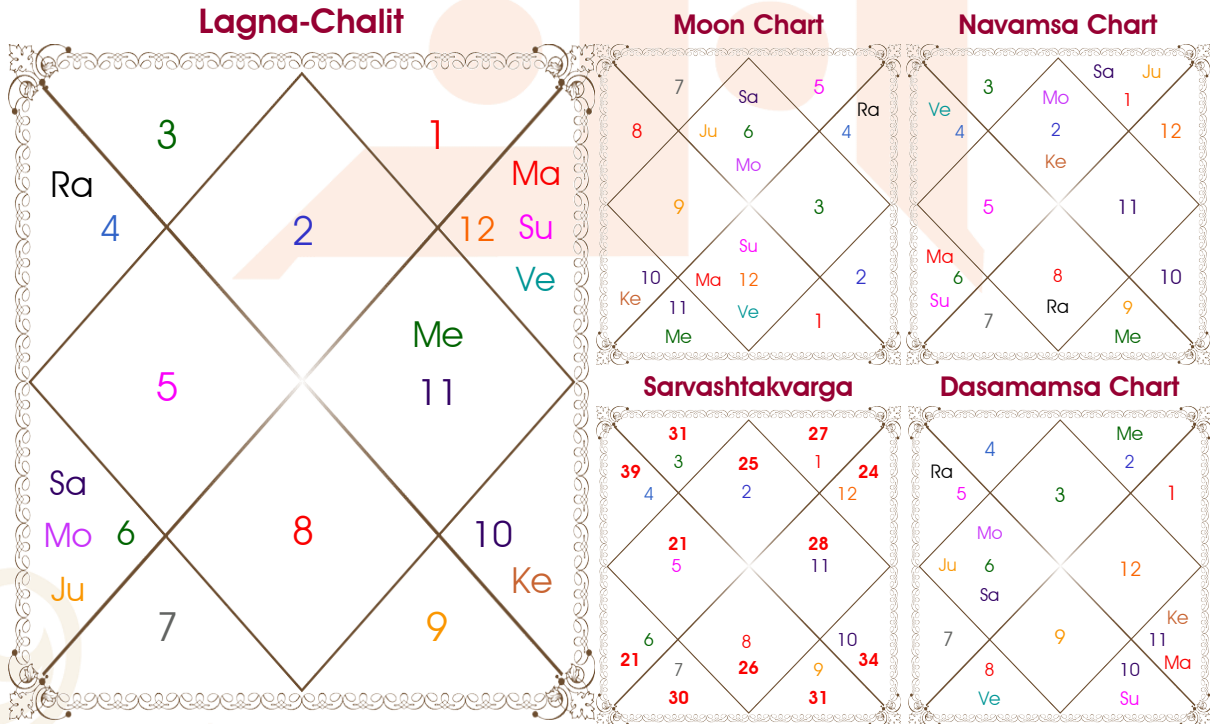 Lagna-Chalit
3
1
Ra
Ma
4
2
12
Su
Ve
Me
5
11
Sa
Mo
6
8
10
Ju
Ke
7
9
Moon Chart
7
5
Sa
Ra
8
Ju
6
4
Mo
9
3
Su
10
Ma
12
2
Ke
11
Ve
1
Me
Navamsa Chart
Sa
Ju
3
Mo
1
Ve
4
2
12
Ke
5
11
Ma
6
8
10
Su
Ra
9
7
Me
Sarvashtakvarga
31
27
3
25
1
39
24
4
2
12
21
28
5
11
6
8
10
21
7
26
9
34
30
31
Dasamamsa Chart
4
Me
2
Ra
5
3
1
Mo
Ju
6
12
Sa
Ke
7
9
11
8
10
Ma
Ve
Su